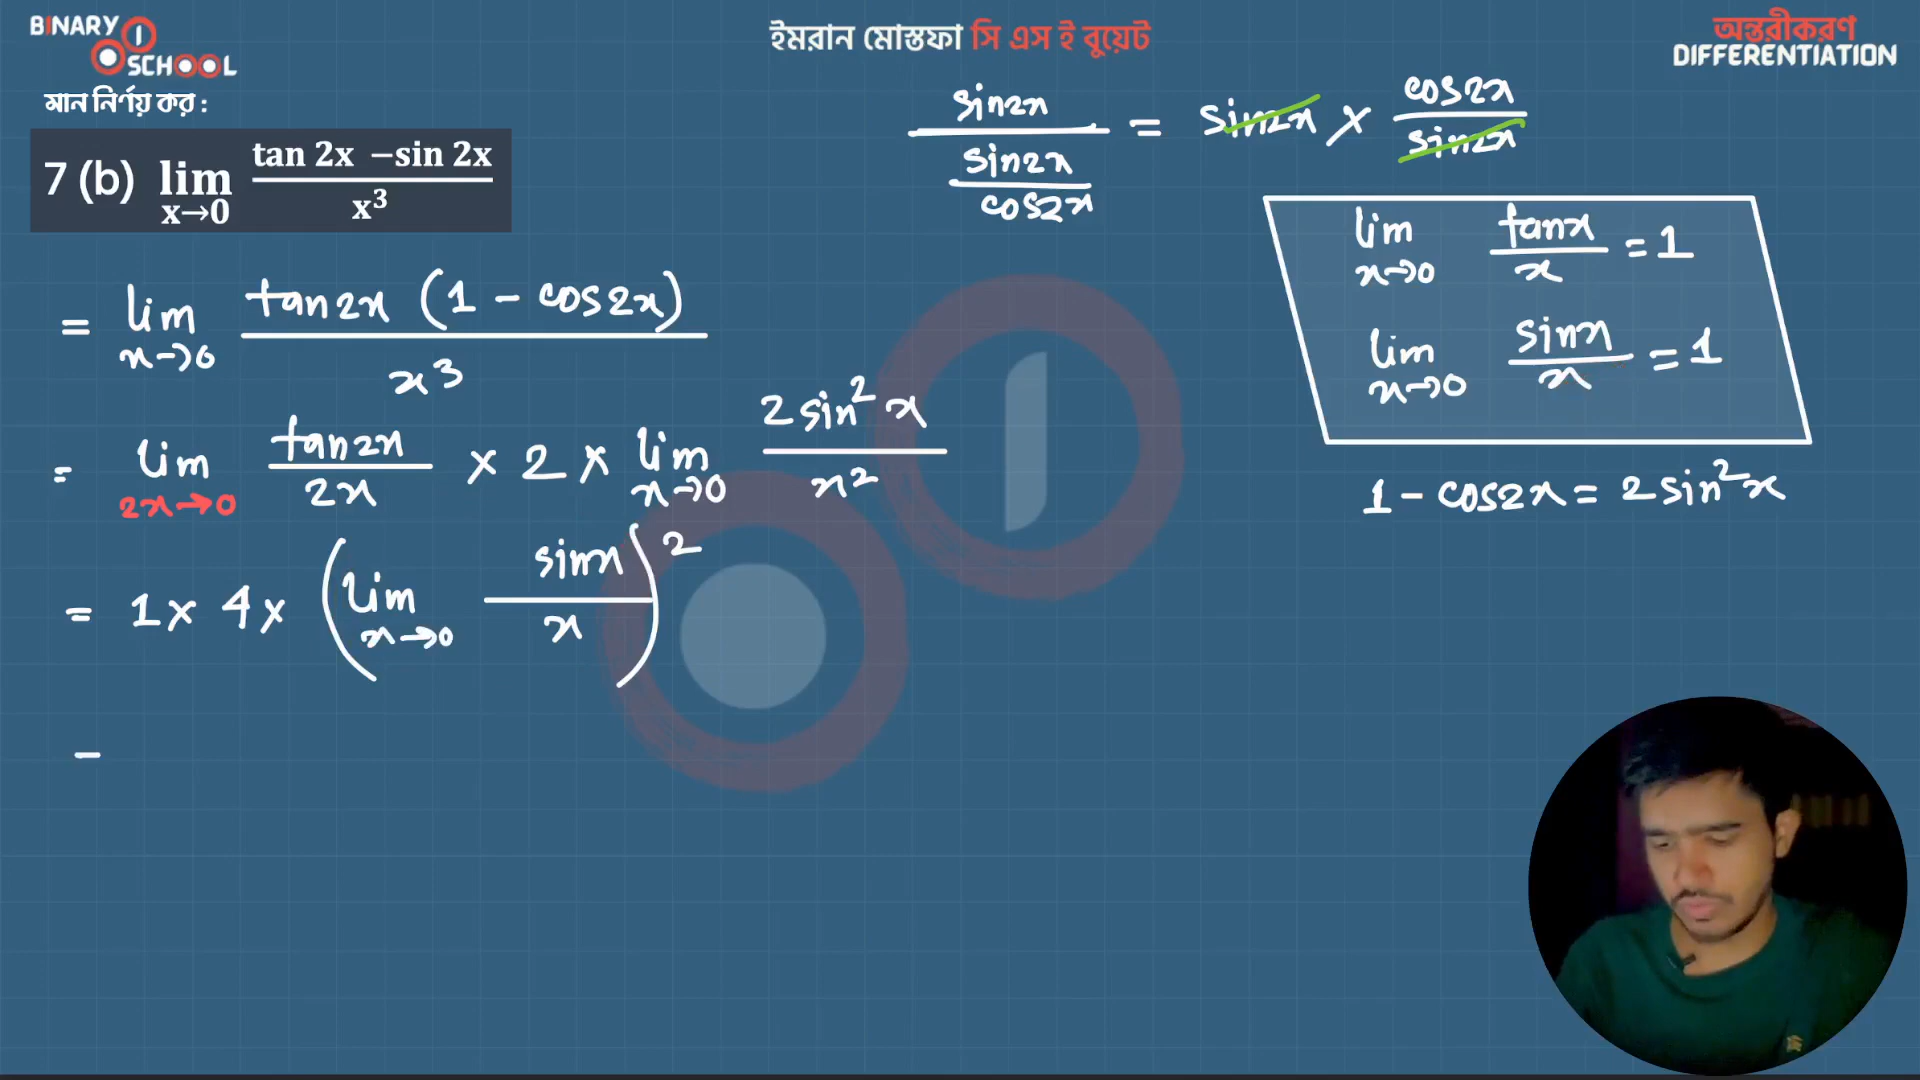 BINARY SCHOOL
ইমরান মোস্তফা সি এস ই বুয়েট
অন্তরীকরণ
DIFFERENTIATION
মান নির্ণয় কর :
7 (b) lim x→0 (tan 2x −sin 2x)/x³
sin2x / (sin2x/cos2x) = sin2x × cos2x/sin2x
lim x→0 tanx/x = 1
lim x→0 sinx/x = 1
1 - cos2x = 2sin²x
= lim x→0 tan2x (1 - cos2x) / x³
= lim 2x→0 tan2x/2x × 2 × lim x→0 2sin²x/x²
= 1 × 4 × (lim x→0 sinx/x)²
-